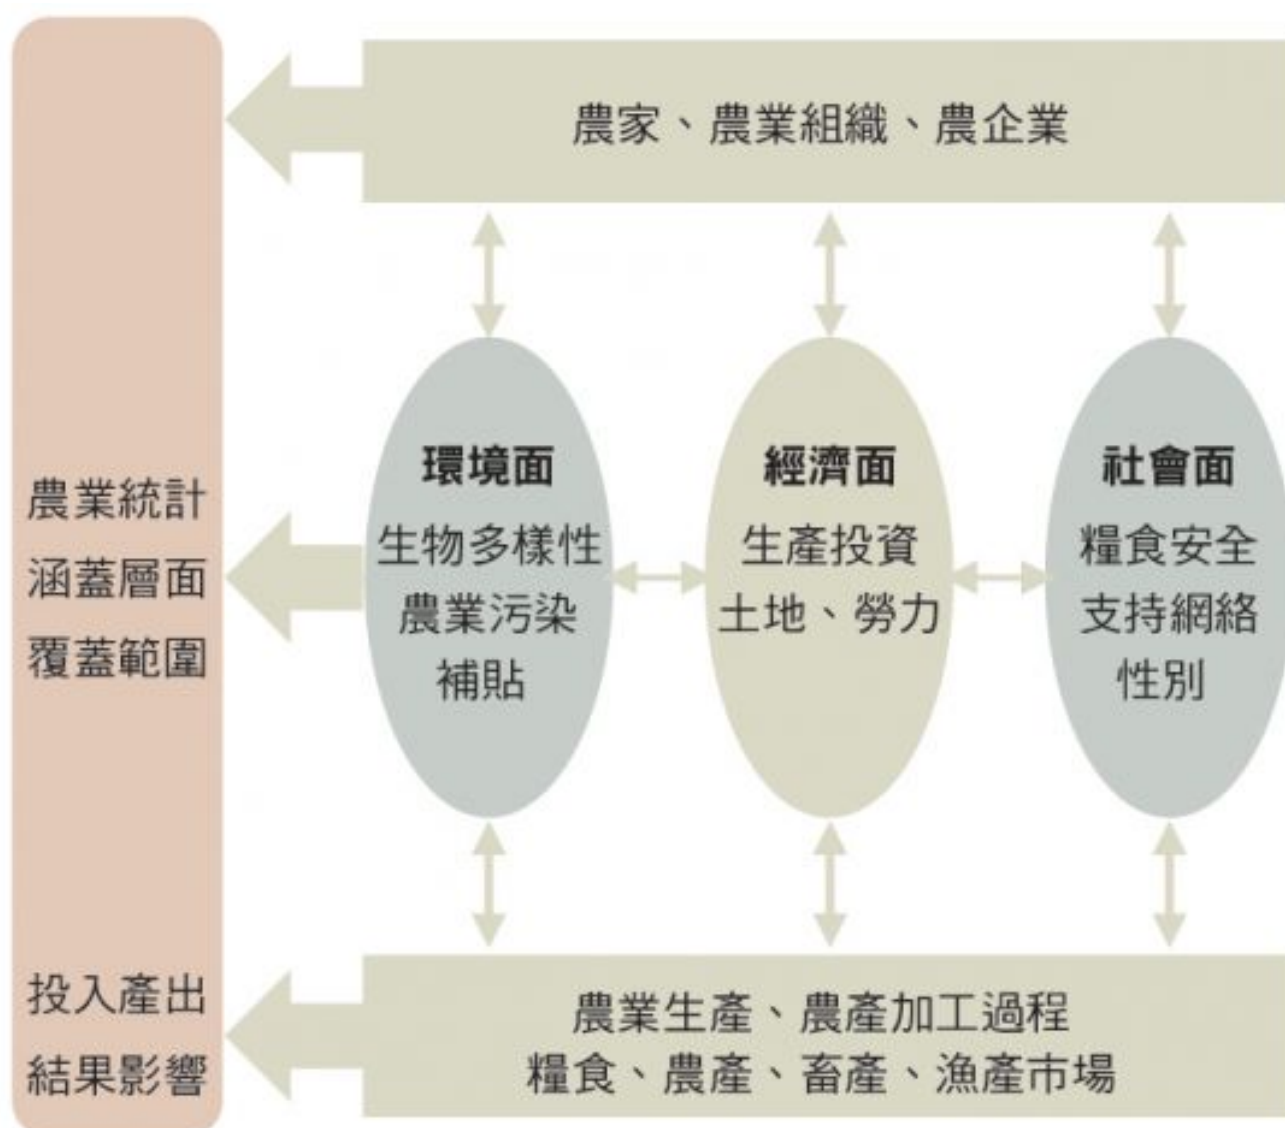 農家、農業組織、農企業
環境面
生物多樣性
農業污染
補貼
經濟面
生產投資
土地、勞力
社會面
糧食安全
支持網絡
性別
農業統計
涵蓋層面
覆蓋範圍
投入產出
結果影響
農業生產、農產加工過程
糧食、農產、畜產、漁產市場